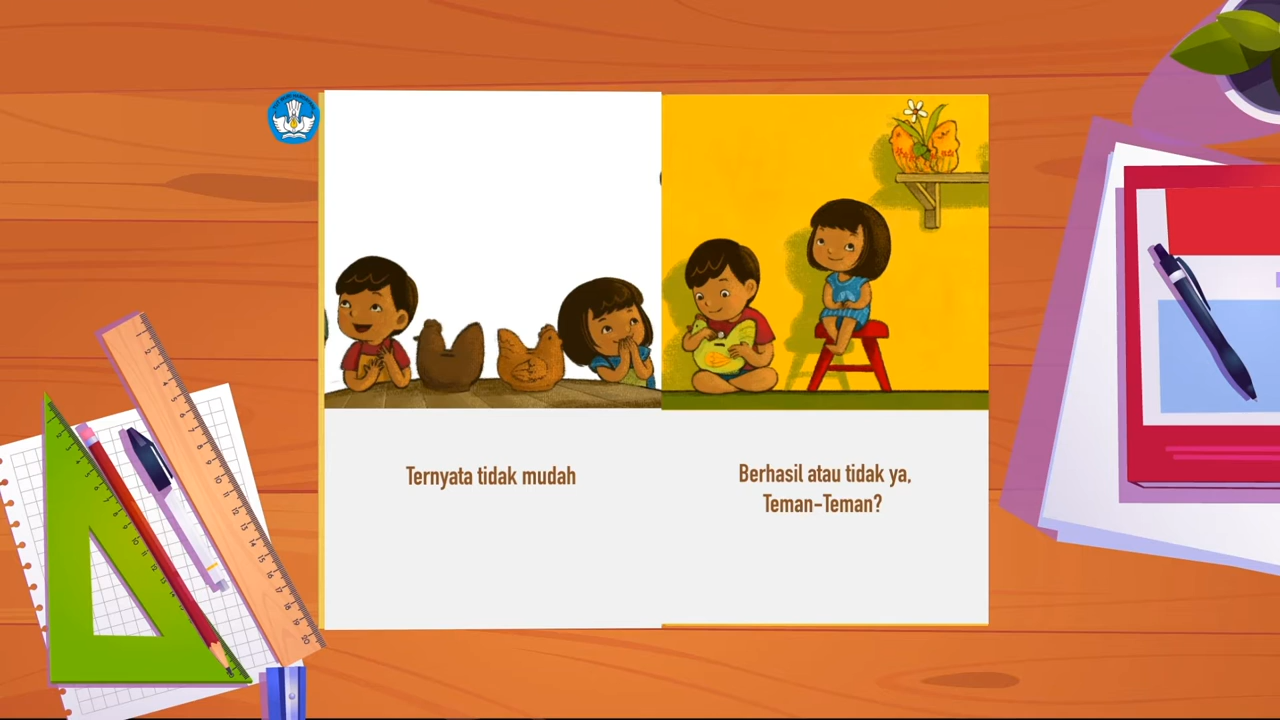 Ternyata tidak mudah
Berhasil atau tidak ya,
Teman-Teman?